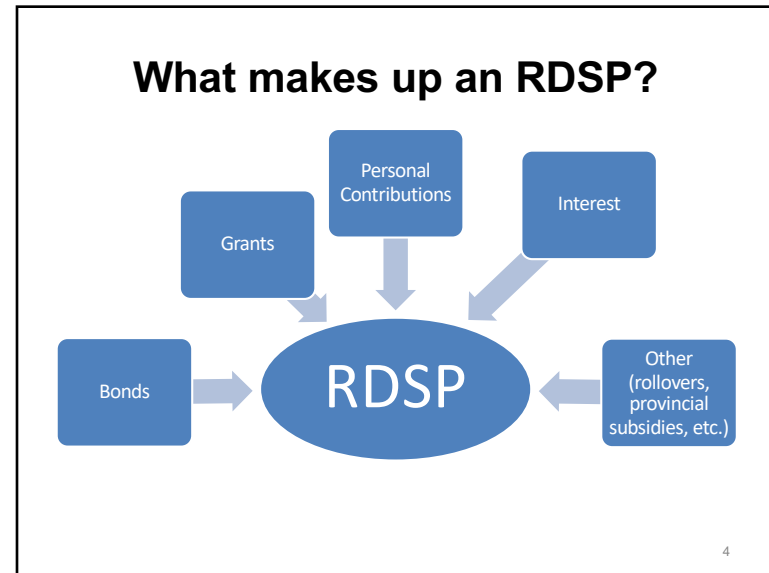 What makes up an RDSP?
Personal
Contributions
Interest
Grants
Bonds
RDSP
Other
(rollovers,
provincial
subsidies, etc.)
4